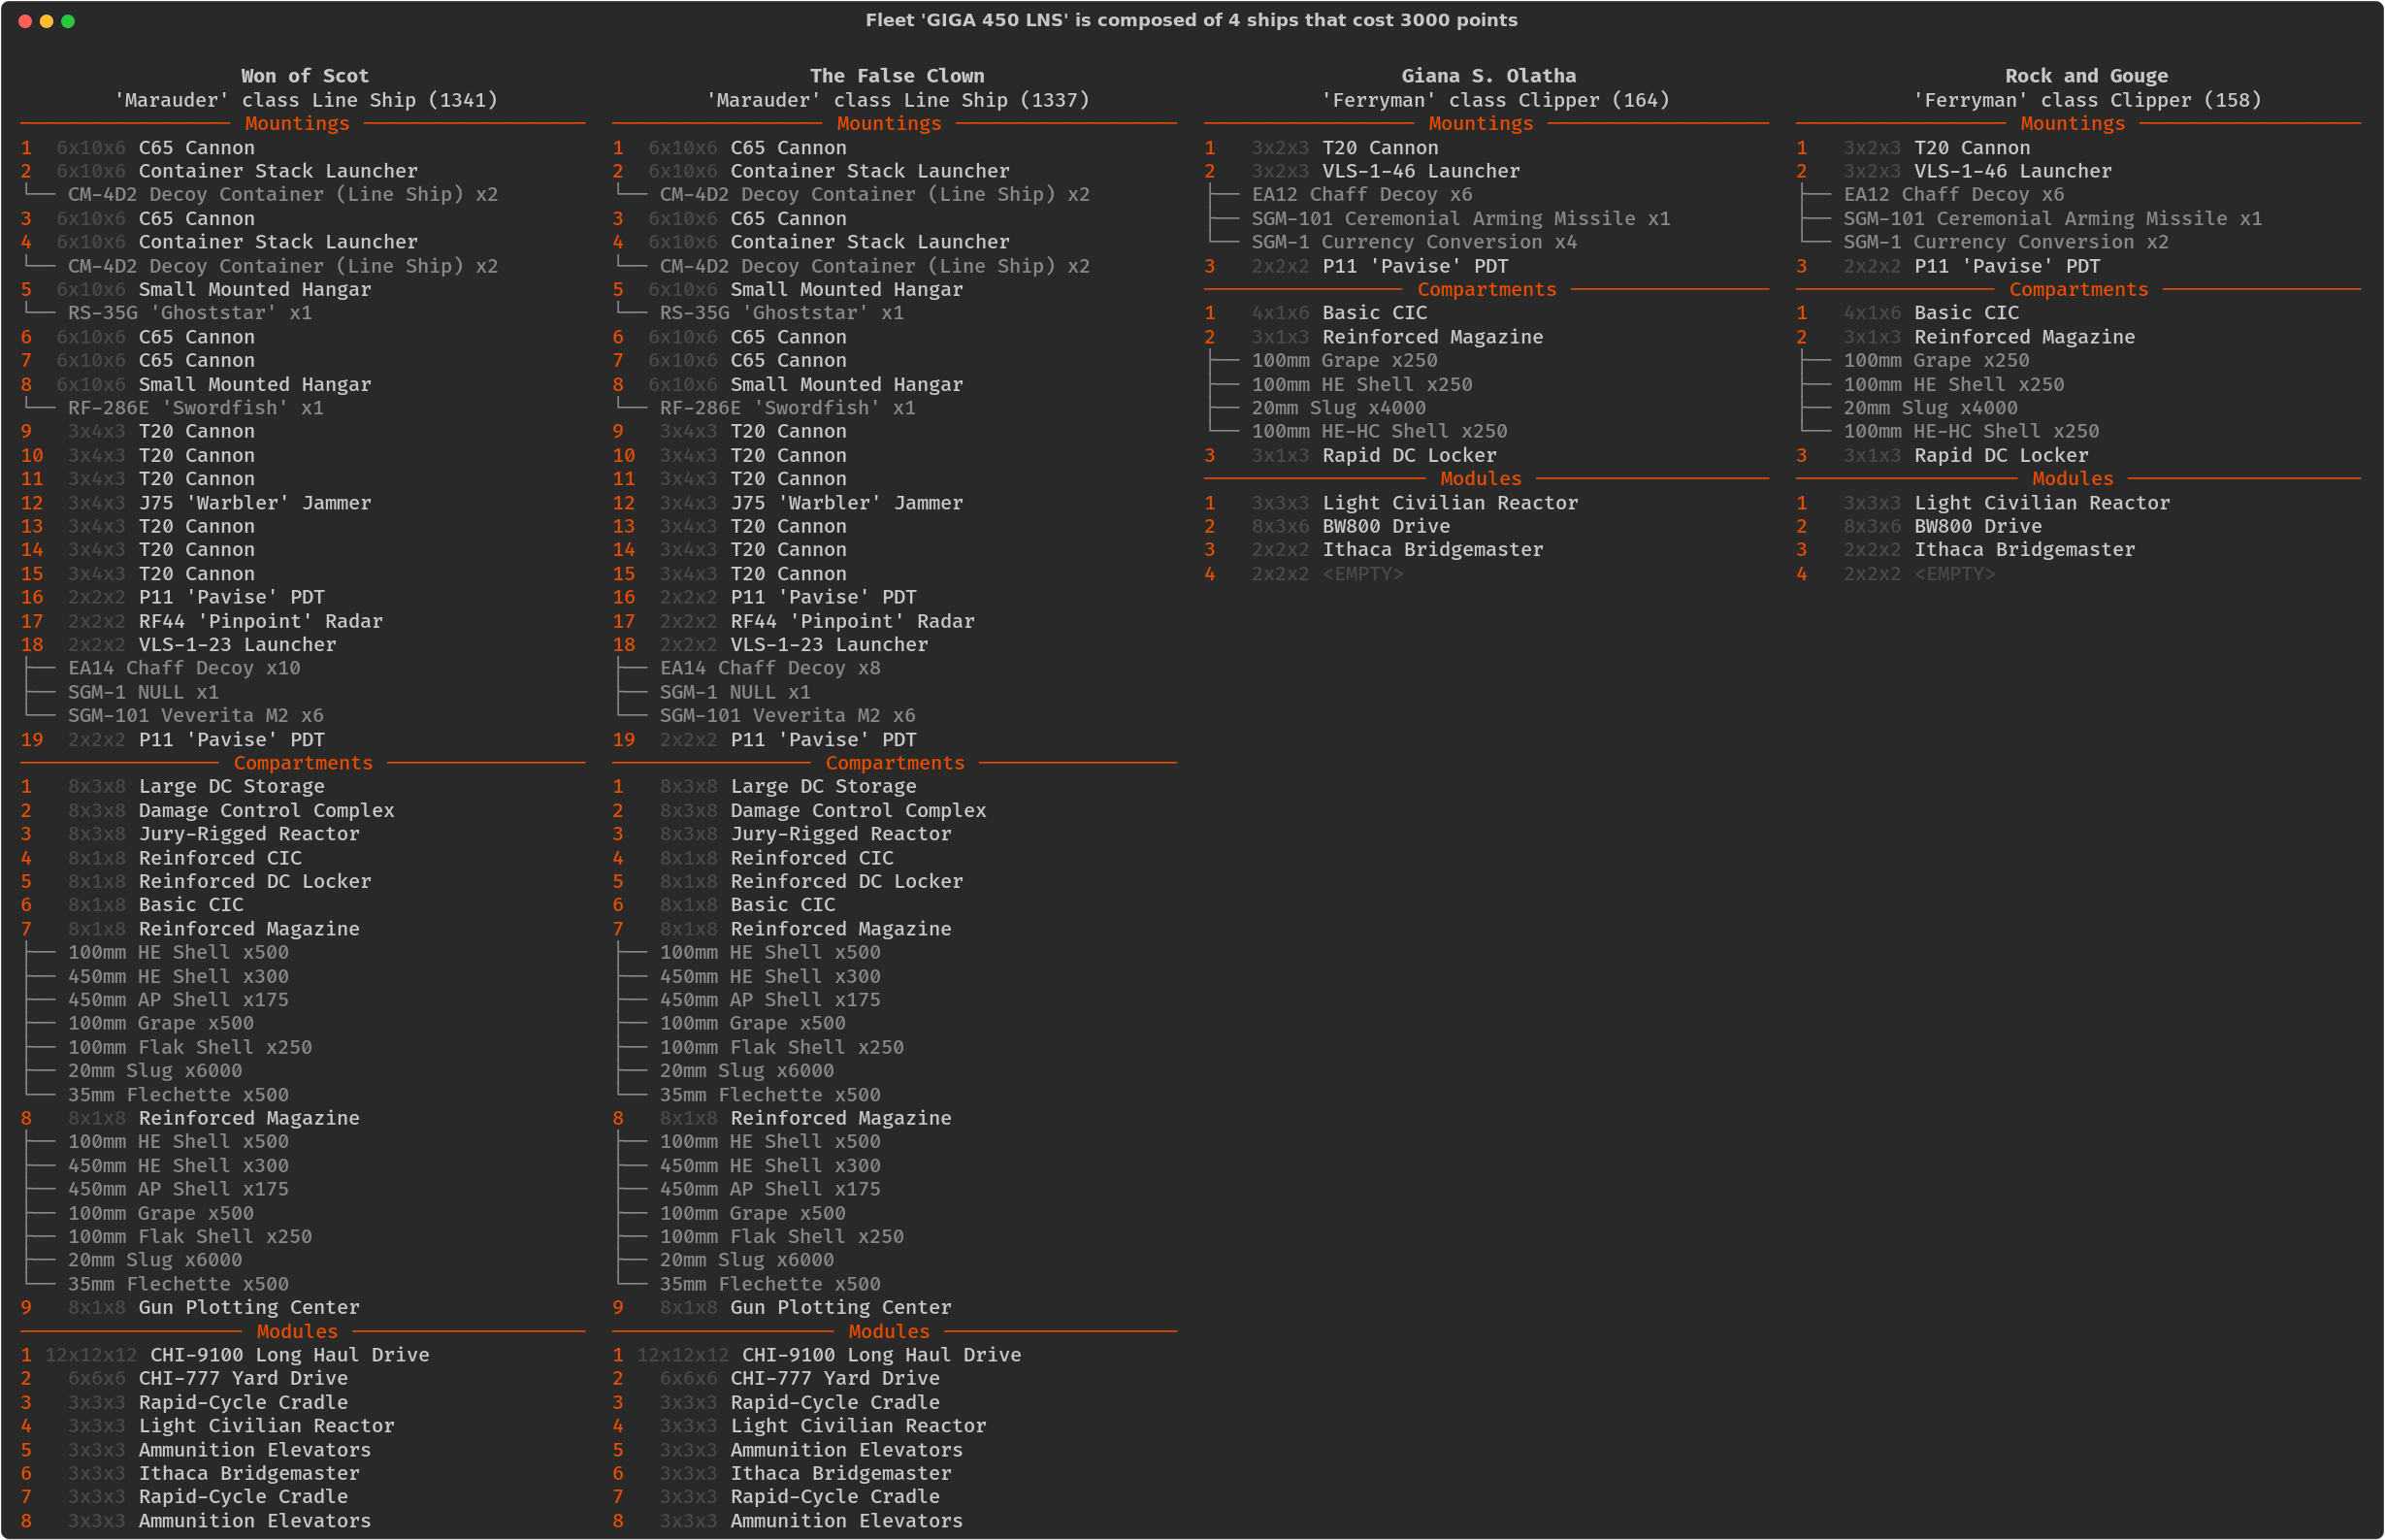 Fleet 'GIGA 450 LNS' is composed of 4 ships that cost 3000 points
Won of Scot
'Marauder' class Line Ship (1341)
Mountings
1 6x10x6 C65 Cannon
2 6x10x6 Container Stack Launcher
CM-4D2 Decoy Container (Line Ship) x2
3 6x10x6 C65 Cannon
4 6x10x6 Container Stack Launcher
CM-4D2 Decoy Container (Line Ship) x2
5 6x10x6 Small Mounted Hangar
RS-35G 'Ghoststar' x1
6 6x10x6 C65 Cannon
7 6x10x6 C65 Cannon
8 6x10x6 Small Mounted Hangar
RF-286E 'Swordfish' x1
9 3x4x3 T20 Cannon
10 3x4x3 T20 Cannon
11 3x4x3 T20 Cannon
12 3x4x3 J75 'Warbler' Jammer
13 3x4x3 T20 Cannon
14 3x4x3 T20 Cannon
15 3x4x3 T20 Cannon
16 2x2x2 P11 'Pavise' PDT
17 2x2x2 RF44 'Pinpoint' Radar
18 2x2x2 VLS-1-23 Launcher
EA14 Chaff Decoy x10
SGM-1 NULL x1
SGM-101 Veverita M2 x6
19 2x2x2 P11 'Pavise' PDT
Compartments
1 8x3x8 Large DC Storage
2 8x3x8 Damage Control Complex
3 8x3x8 Jury-Rigged Reactor
4 8x1x8 Reinforced CIC
5 8x1x8 Reinforced DC Locker
6 8x1x8 Basic CIC
7 8x1x8 Reinforced Magazine
100mm HE Shell x500
450mm HE Shell x300
450mm AP Shell x175
100mm Grape x500
100mm Flak Shell x250
20mm Slug x6000
35mm Flechette x500
8 8x1x8 Reinforced Magazine
100mm HE Shell x500
450mm HE Shell x300
450mm AP Shell x175
100mm Grape x500
100mm Flak Shell x250
20mm Slug x6000
35mm Flechette x500
9 8x1x8 Gun Plotting Center
Modules
1 12x12x12 CHI-9100 Long Haul Drive
2 6x6x6 CHI-777 Yard Drive
3 3x3x3 Rapid-Cycle Cradle
4 3x3x3 Light Civilian Reactor
5 3x3x3 Ammunition Elevators
6 3x3x3 Ithaca Bridgemaster
7 3x3x3 Rapid-Cycle Cradle
8 3x3x3 Ammunition Elevators
The False Clown
'Marauder' class Line Ship (1337)
Mountings
1 6x10x6 C65 Cannon
2 6x10x6 Container Stack Launcher
CM-4D2 Decoy Container (Line Ship) x2
3 6x10x6 C65 Cannon
4 6x10x6 Container Stack Launcher
CM-4D2 Decoy Container (Line Ship) x2
5 6x10x6 Small Mounted Hangar
RS-35G 'Ghoststar' x1
6 6x10x6 C65 Cannon
7 6x10x6 C65 Cannon
8 6x10x6 Small Mounted Hangar
RF-286E 'Swordfish' x1
9 3x4x3 T20 Cannon
10 3x4x3 T20 Cannon
11 3x4x3 T20 Cannon
12 3x4x3 J75 'Warbler' Jammer
13 3x4x3 T20 Cannon
14 3x4x3 T20 Cannon
15 3x4x3 T20 Cannon
16 2x2x2 P11 'Pavise' PDT
17 2x2x2 RF44 'Pinpoint' Radar
18 2x2x2 VLS-1-23 Launcher
EA14 Chaff Decoy x8
SGM-1 NULL x1
SGM-101 Veverita M2 x6
19 2x2x2 P11 'Pavise' PDT
Compartments
1 8x3x8 Large DC Storage
2 8x3x8 Damage Control Complex
3 8x3x8 Jury-Rigged Reactor
4 8x1x8 Reinforced CIC
5 8x1x8 Reinforced DC Locker
6 8x1x8 Basic CIC
7 8x1x8 Reinforced Magazine
100mm HE Shell x500
450mm HE Shell x300
450mm AP Shell x175
100mm Grape x500
100mm Flak Shell x250
20mm Slug x6000
35mm Flechette x500
8 8x1x8 Reinforced Magazine
100mm HE Shell x500
450mm HE Shell x300
450mm AP Shell x175
100mm Grape x500
100mm Flak Shell x250
20mm Slug x6000
35mm Flechette x500
9 8x1x8 Gun Plotting Center
Modules
1 12x12x12 CHI-9100 Long Haul Drive
2 6x6x6 CHI-777 Yard Drive
3 3x3x3 Rapid-Cycle Cradle
4 3x3x3 Light Civilian Reactor
5 3x3x3 Ammunition Elevators
6 3x3x3 Ithaca Bridgemaster
7 3x3x3 Rapid-Cycle Cradle
8 3x3x3 Ammunition Elevators
Giana S. Olatha
'Ferryman' class Clipper (164)
Mountings
1 3x2x3 T20 Cannon
2 3x2x3 VLS-1-46 Launcher
EA12 Chaff Decoy x6
SGM-101 Ceremonial Arming Missile x1
SGM-1 Currency Conversion x4
3 2x2x2 P11 'Pavise' PDT
Compartments
1 4x1x6 Basic CIC
2 3x1x3 Reinforced Magazine
100mm Grape x250
100mm HE Shell x250
20mm Slug x4000
100mm HE-HC Shell x250
3 3x1x3 Rapid DC Locker
Modules
1 3x3x3 Light Civilian Reactor
2 8x3x6 BW800 Drive
3 2x2x2 Ithaca Bridgemaster
4 2x2x2 <EMPTY>
Rock and Gouge
'Ferryman' class Clipper (158)
Mountings
1 3x2x3 T20 Cannon
2 3x2x3 VLS-1-46 Launcher
EA12 Chaff Decoy x6
SGM-101 Ceremonial Arming Missile x1
SGM-1 Currency Conversion x2
3 2x2x2 P11 'Pavise' PDT
Compartments
1 4x1x6 Basic CIC
2 3x1x3 Reinforced Magazine
100mm Grape x250
100mm HE Shell x250
20mm Slug x4000
100mm HE-HC Shell x250
3 3x1x3 Rapid DC Locker
Modules
1 3x3x3 Light Civilian Reactor
2 8x3x6 BW800 Drive
3 2x2x2 Ithaca Bridgemaster
4 2x2x2 <EMPTY>